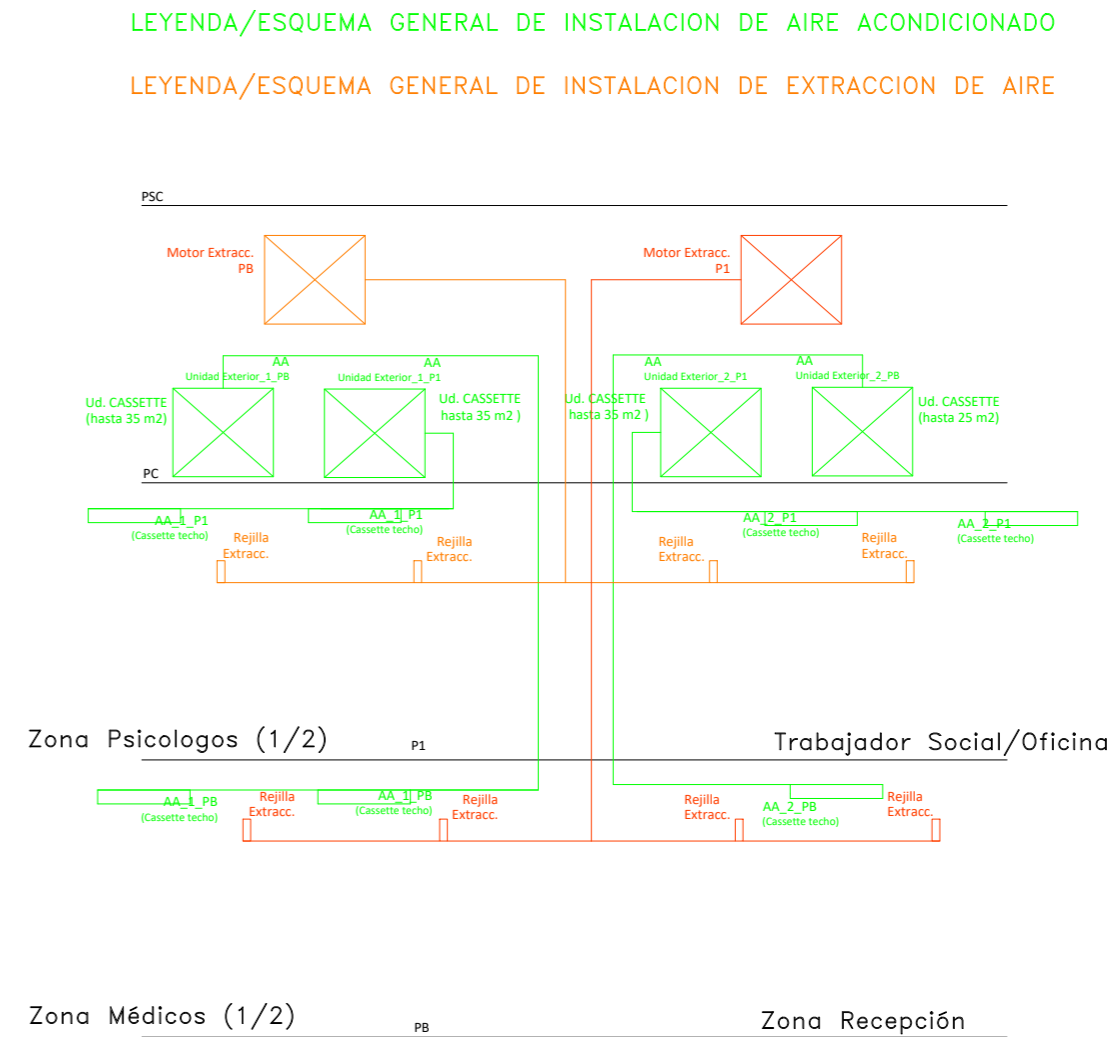 LEYENDA/ESQUEMA GENERAL DE INSTALACION DE AIRE ACONDICIONADO
LEYENDA/ESQUEMA GENERAL DE INSTALACION DE EXTRACCION DE AIRE
PSC
Motor Extracc.
PB
Motor Extracc.
P1
AA
Unidad Exterior_1_PB
AA
Unidad Exterior_1_P1
AA
Unidad Exterior_2_P1
AA
Unidad Exterior_2_PB
Ud. CASSETTE
(hasta 35 m2)
Ud. CASSETTE
hasta 35 m2 )
Ud. CASSETTE
hasta 35 m2 )
Ud. CASSETTE
(hasta 25 m2)
PC
AA_1_P1
(Cassette techo)
AA_1_P1
(Cassette techo)
AA_2_P1
(Cassette techo)
AA_2_P1
(Cassette techo)
Rejilla
Extracc.
Rejilla
Extracc.
Rejilla
Extracc.
Rejilla
Extracc.
Zona Psicologos (1/2)
P1
Trabajador Social/Oficina
AA_1_PB
(Cassette techo)
Rejilla
Extracc.
AA_1_PB
(Cassette techo)
Rejilla
Extracc.
Rejilla
Extracc.
AA_2_PB
(Cassette techo)
Rejilla
Extracc.
Zona Médicos (1/2)
PB
Zona Recepción